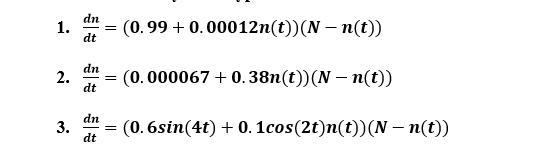 1. dn/dt = (0.99 + 0.00012n(t))(N − n(t))
2. dn/dt = (0.000067 + 0.38n(t))(N − n(t))
3. dn/dt = (0.6sin(4t) + 0.1cos(2t)n(t))(N − n(t))